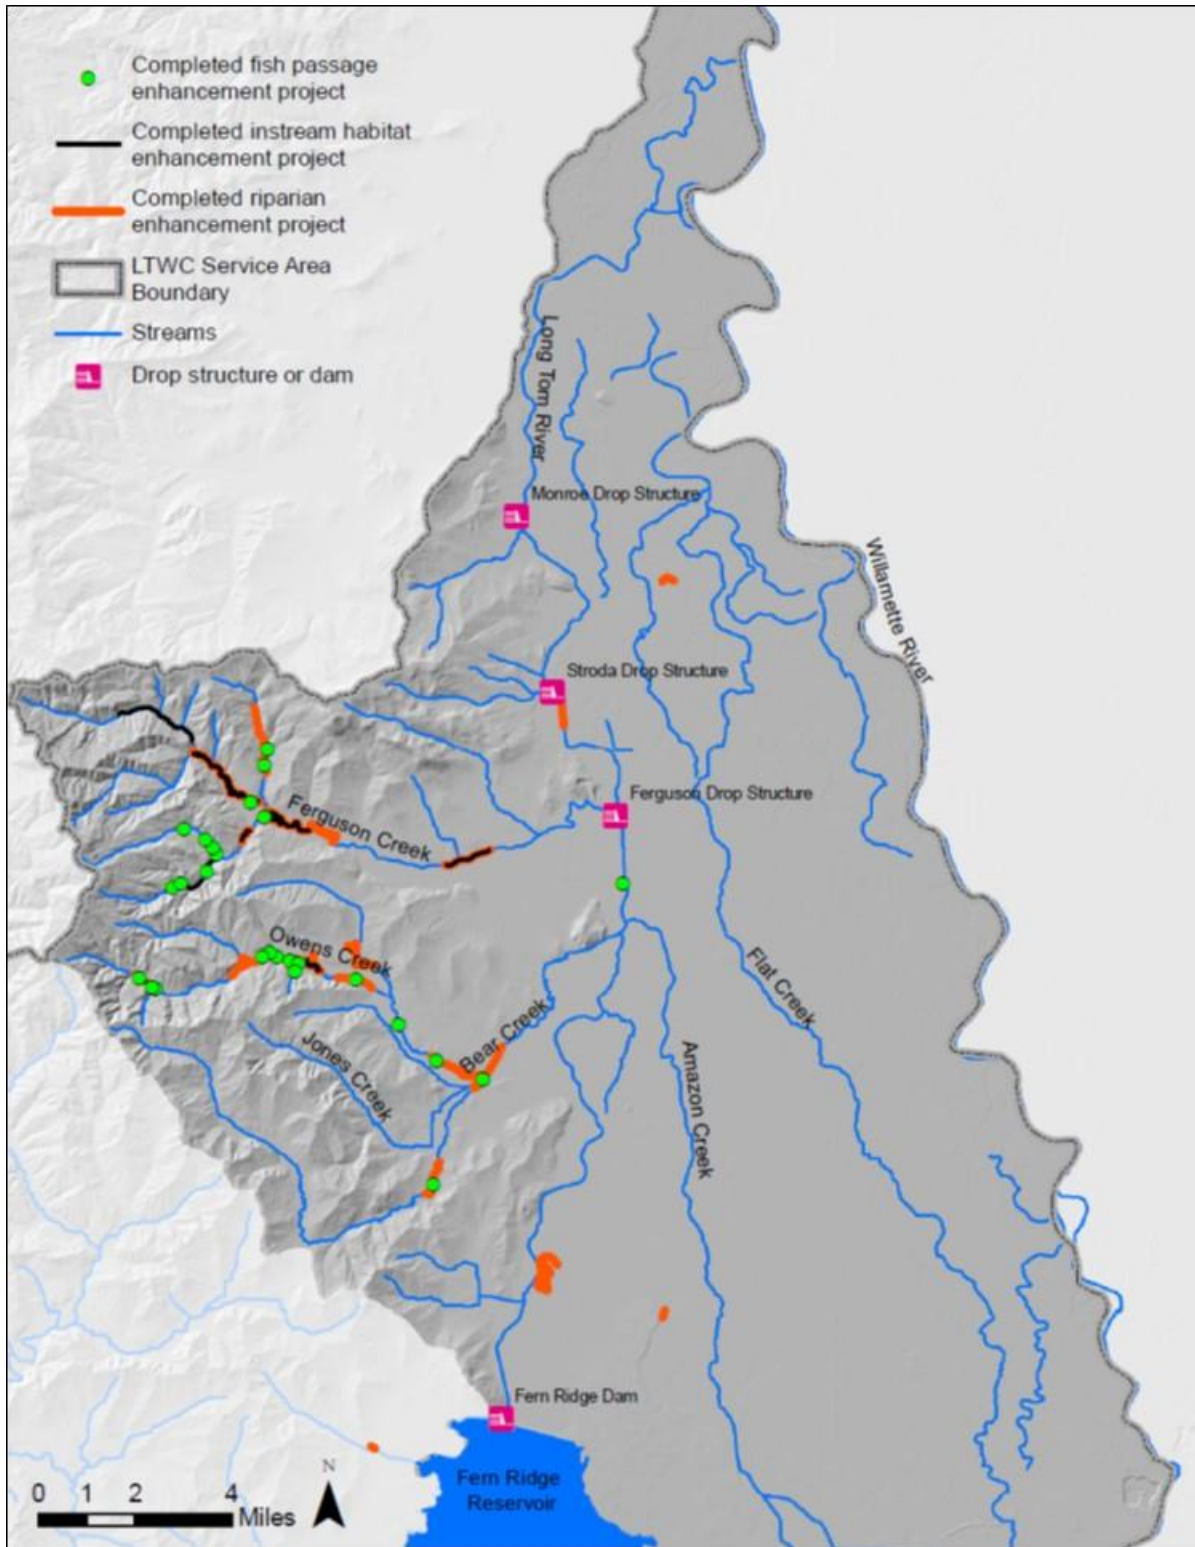 Completed fish passage
enhancement project
Completed instream habitat
enhancement project
Completed riparian
enhancement project
LTWC Service Area
Boundary
Streams
Drop structure or dam
Long Tom River
Monroe Drop Structure
Willamette River
Stroda Drop Structure
Ferguson Drop Structure
Ferguson Creek
Owens Creek
Flat Creek
Bear Creek
Jones Creek
Amazon Creek
Fern Ridge Dam
Fern Ridge
Reservoir
N
0 1 2 4
Miles